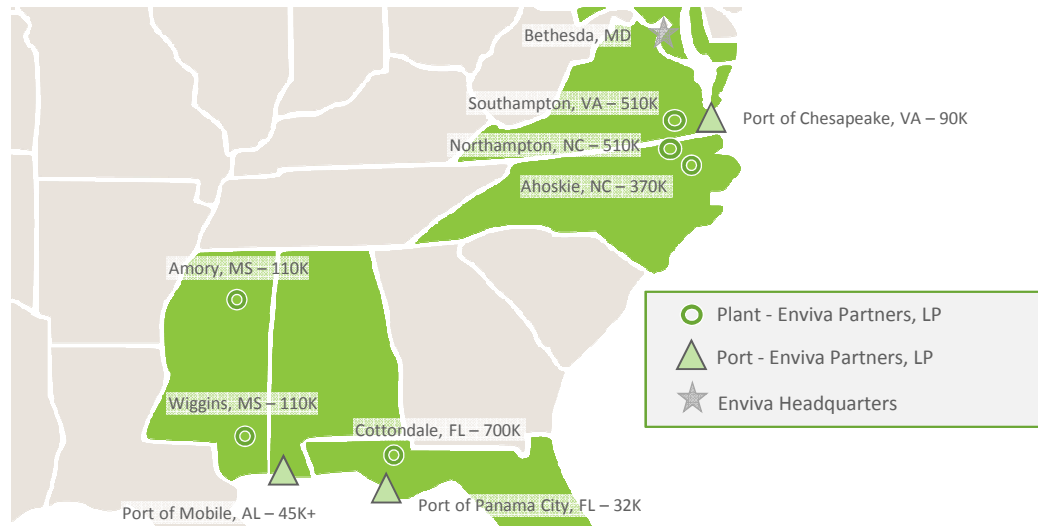 Bethesda, MD
Southampton, VA – 510K
Port of Chesapeake, VA – 90K
Northampton, NC – 510K
Ahoskie, NC – 370K
Amory, MS – 110K
Plant - Enviva Partners, LP
Port - Enviva Partners, LP
Enviva Headquarters
Wiggins, MS – 110K
Cottondale, FL – 700K
Port of Mobile, AL – 45K+
Port of Panama City, FL – 32K